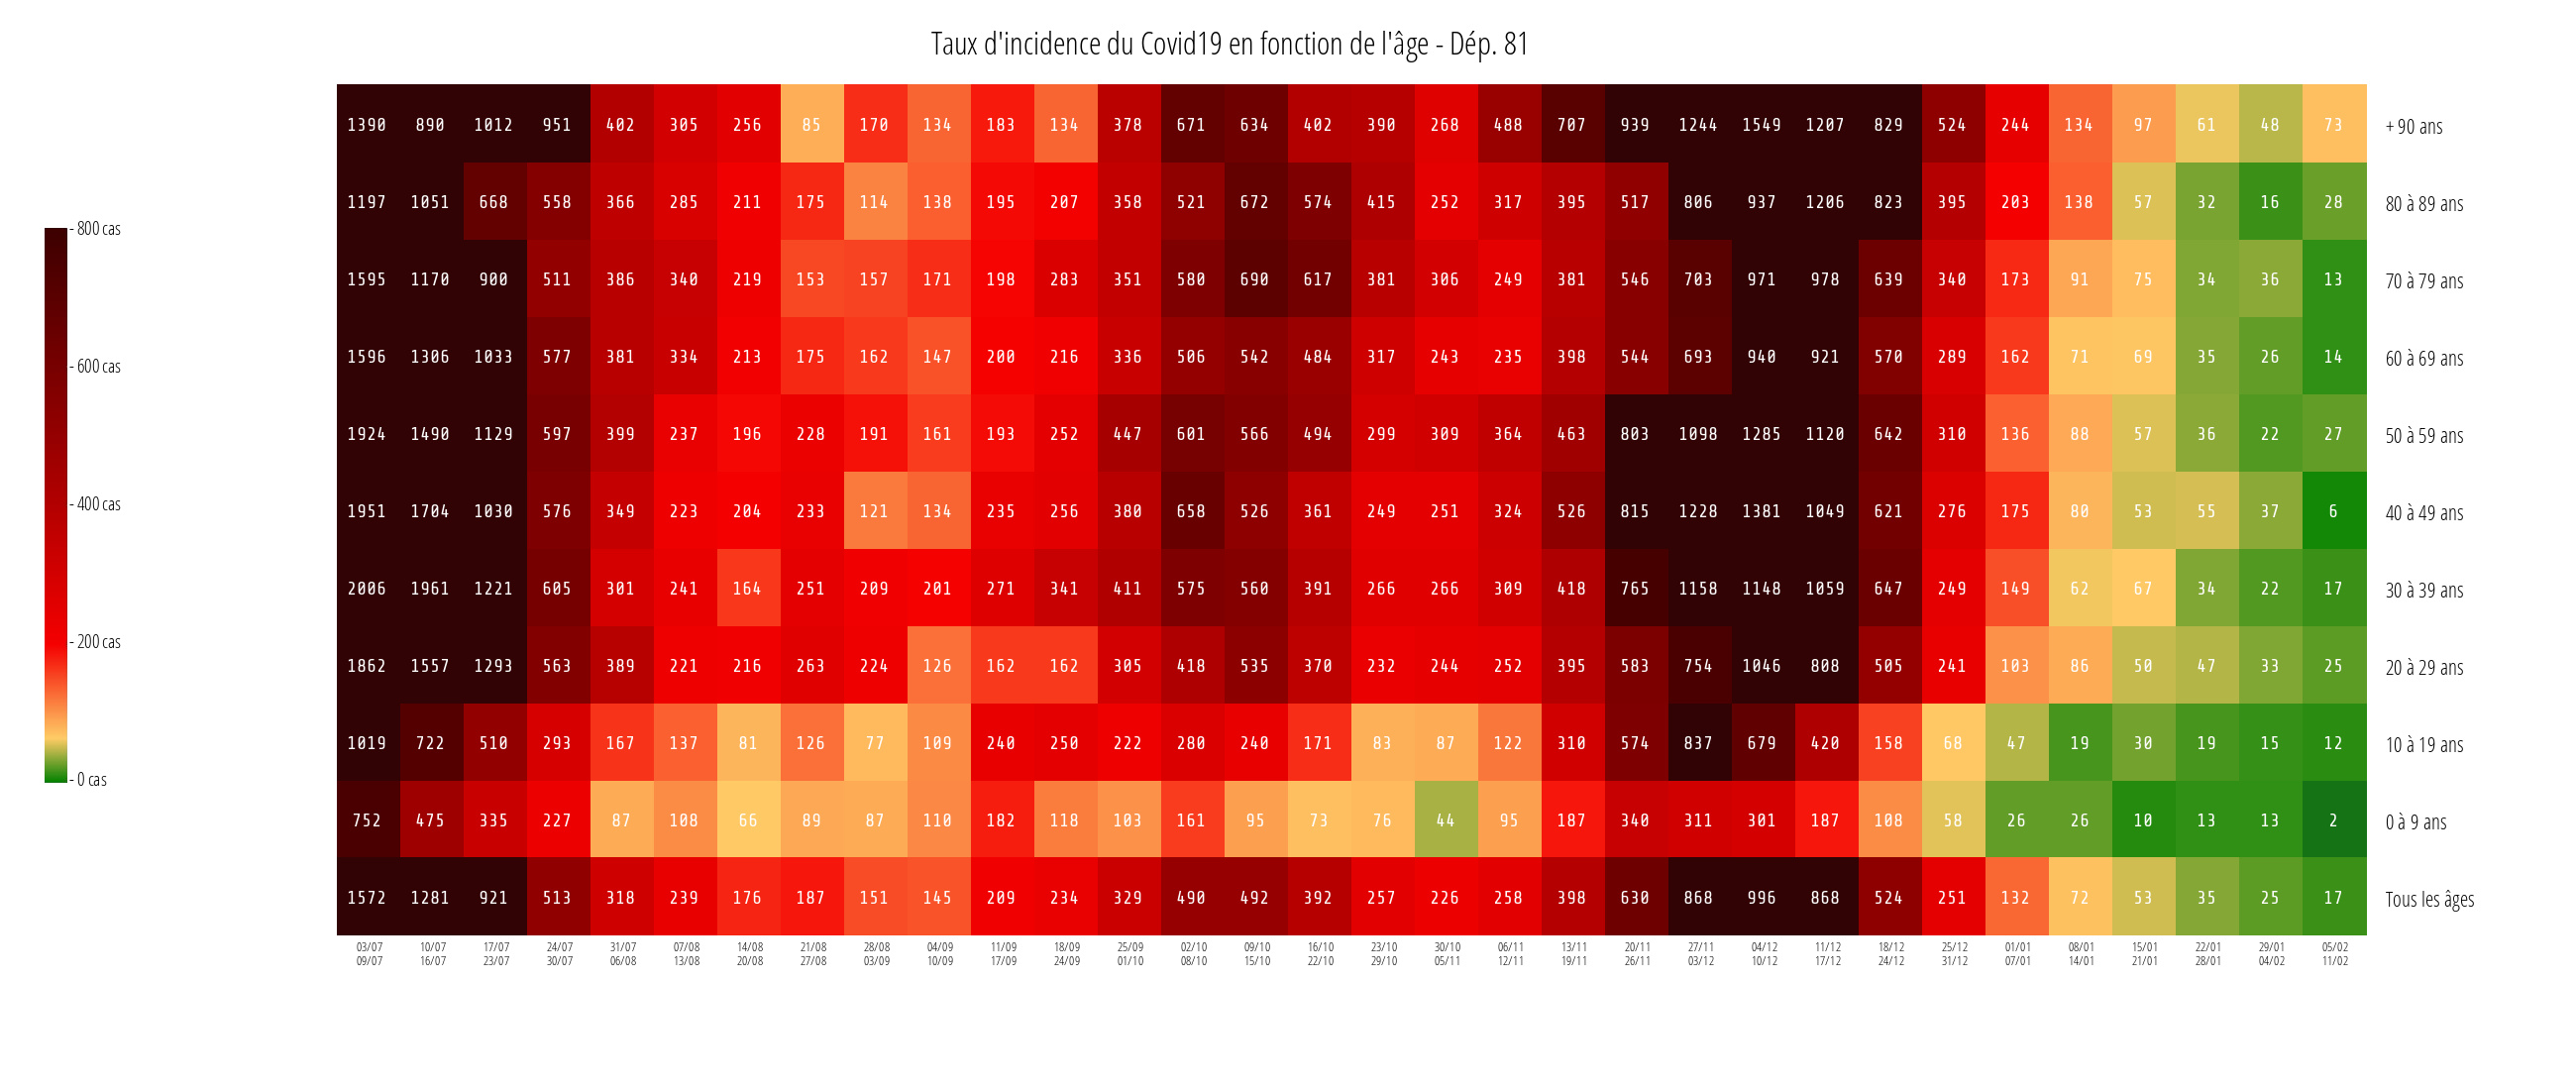 Taux d'incidence du Covid19 en fonction de l'âge - Dép. 81
- 800 cas
- 600 cas
- 400 cas
- 200 cas
- 0 cas
1390 890 1012 951 402 305 256 85 170 134 183 134 378 671 634 402 390 268 488 707 939 1244 1549 1207 829 524 244 134 97 61 48 73 + 90 ans
1197 1051 668 558 366 285 211 175 114 138 195 207 358 521 672 574 415 252 317 395 517 806 937 1206 823 395 203 138 57 32 16 28 80 à 89 ans
1595 1170 900 511 386 340 219 153 157 171 198 283 351 580 690 617 381 306 249 381 546 703 971 978 639 340 173 91 75 34 36 13 70 à 79 ans
1596 1306 1033 577 381 334 213 175 162 147 200 216 336 506 542 484 317 243 235 398 544 693 940 921 570 289 162 71 69 35 26 14 60 à 69 ans
1924 1490 1129 597 399 237 196 228 191 161 193 252 447 601 566 494 299 309 364 463 803 1098 1285 1120 642 310 136 88 57 36 22 27 50 à 59 ans
1951 1704 1030 576 349 223 204 233 121 134 235 256 380 658 526 361 249 251 324 526 815 1228 1381 1049 621 276 175 80 53 55 37 6 40 à 49 ans
2006 1961 1221 605 301 241 164 251 209 201 271 341 411 575 560 391 266 266 309 418 765 1158 1148 1059 647 249 149 62 67 34 22 17 30 à 39 ans
1862 1557 1293 563 389 221 216 263 224 126 162 162 305 418 535 370 232 244 252 395 583 754 1046 808 505 241 103 86 50 47 33 25 20 à 29 ans
1019 722 510 293 167 137 81 126 77 109 240 250 222 280 240 171 83 87 122 310 574 837 679 420 158 68 47 19 30 19 15 12 10 à 19 ans
752 475 335 227 87 108 66 89 87 110 182 118 103 161 95 73 76 44 95 187 340 311 301 187 108 58 26 26 10 13 13 2 0 à 9 ans
1572 1281 921 513 318 239 176 187 151 145 209 234 329 490 492 392 257 226 258 398 630 868 996 868 524 251 132 72 53 35 25 17 Tous les âges
03/07 10/07 17/07 24/07 31/07 07/08 14/08 21/08 28/08 04/09 11/09 18/09 25/09 02/10 09/10 16/10 23/10 30/10 06/11 13/11 20/11 27/11 04/12 11/12 18/12 25/12 01/01 08/01 15/01 22/01 29/01 05/02
09/07 16/07 23/07 30/07 06/08 13/08 20/08 27/08 03/09 10/09 17/09 24/09 01/10 08/10 15/10 22/10 29/10 05/11 12/11 19/11 26/11 03/12 10/12 17/12 24/12 31/12 07/01 14/01 21/01 28/01 04/02 11/02